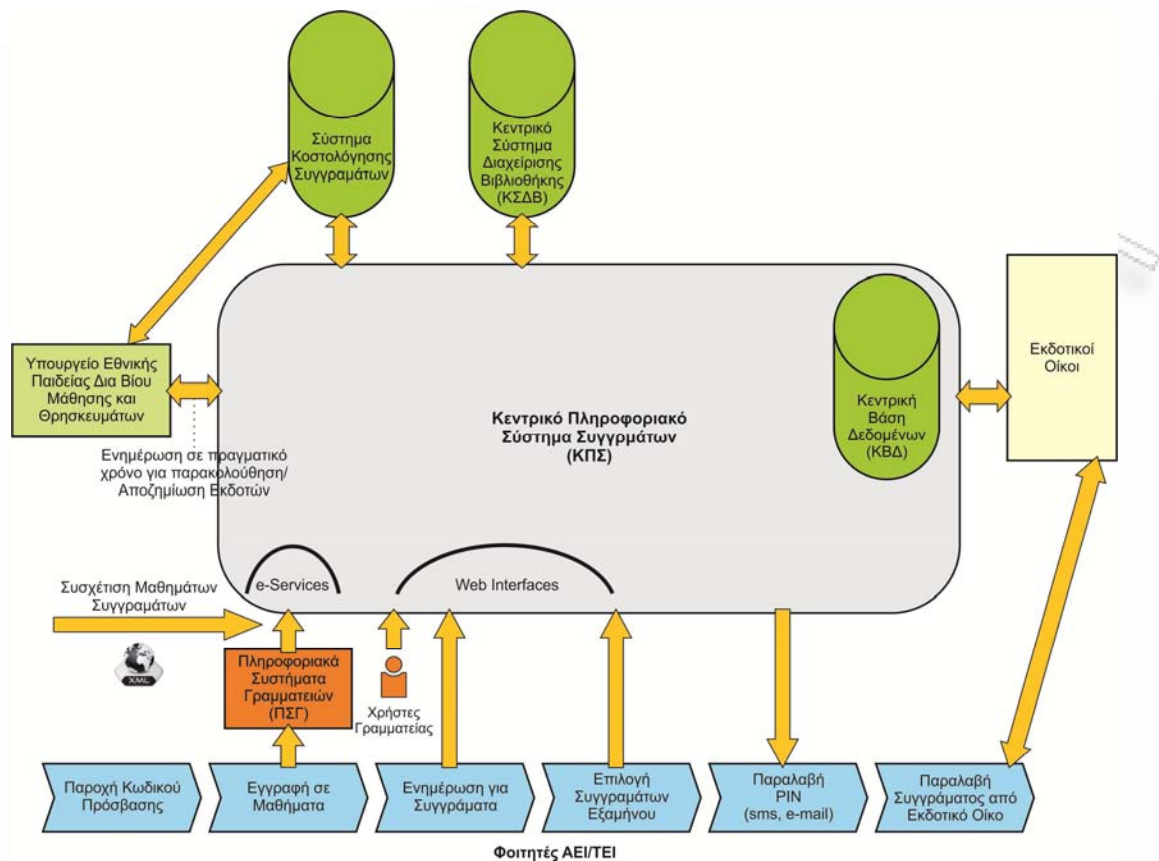 Σύστημα
Κοστολόγησης
Συγγραμάτων
Κεντρικό
Σύστημα
Διαχείρισης
Βιβλιοθήκης
(ΚΣΔΒ)
Υπουργείο Εθνικής
Παιδείας Δια Βίου
Μάθησης και
Θρησκευμάτων
Ενημέρωση σε πραγματικό
χρόνο για παρακολούθηση/
Αποζημίωση Εκδοτών
Κεντρικό Πληροφοριακό
Σύστημα Συγγρμάτων
(ΚΠΣ)
Κεντρική
Βάση
Δεδομένων
(ΚΒΔ)
Εκδοτικοί
Οίκοι
e-Services
Web Interfaces
Συσχέτιση Μαθημάτων
Συγγραμάτων
XML
Πληροφοριακά
Συστήματα
Γραμματειών
(ΠΣΓ)
Χρήστες
Γραμματείας
Παροχή Κωδικού
Πρόσβασης
Εγγραφή σε
Μαθήματα
Ενημέρωση για
Συγγράματα
Επιλογή
Συγγραμάτων
Εξαμήνου
Παραλαβή
PIN
(sms, e-mail)
Παραλαβή
Συγγράματος από
Εκδοτικό Οίκο
Φοιτητές ΑΕΙ/ΤΕΙ